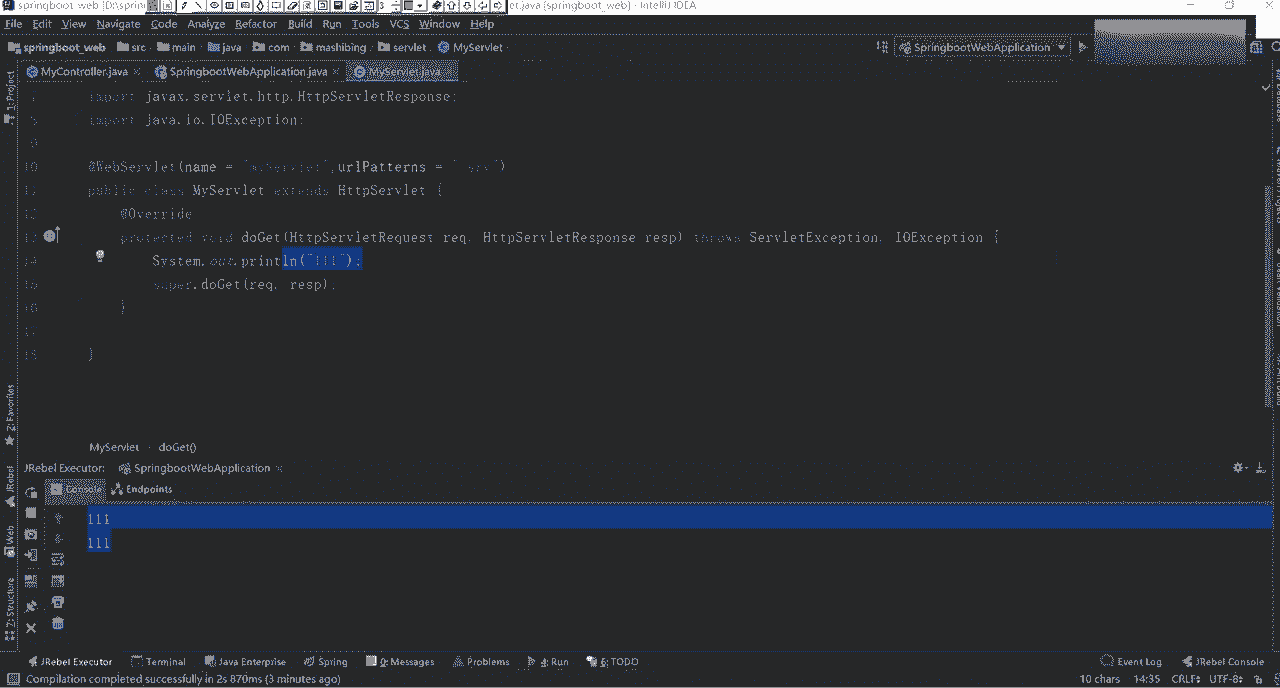 springboot_web [D:\sprin et.java [springboot_web] - IntelliJ IDEA
File Edit View Navigate Code Analyze Refactor Build Run Tools VCS Window Help
springboot_web src main java com mashibing servlet MyServlet SpringbootWebApplication
MyController.java SpringbootWebApplication.java MyServlet.java
1: Project
import javax.servlet.http.HttpServletResponse;
import java.io.IOException;
10 @WebServlet(name = urlPatterns =
public class MyServlet extends HttpServlet {
@Override
protected void doGet(HttpServletRequest req, HttpServletResponse resp) throws ServletException, IOException {
14 System.out.println("111");
super.doGet(req, resp);
}
}
2: Favorites
MyServlet doGet()
JRebel Executor: SpringbootWebApplication
JRebel
Console Endpoints
111
111
Web
Z: Structure
JRebel Executor Terminal Java Enterprise Spring 0: Messages Problems 4: Run 6: TODO Event Log JRebel Console
Compilation completed successfully in 2s 870ms (3 minutes ago) 10 chars 14:35 CRLF UTF-8